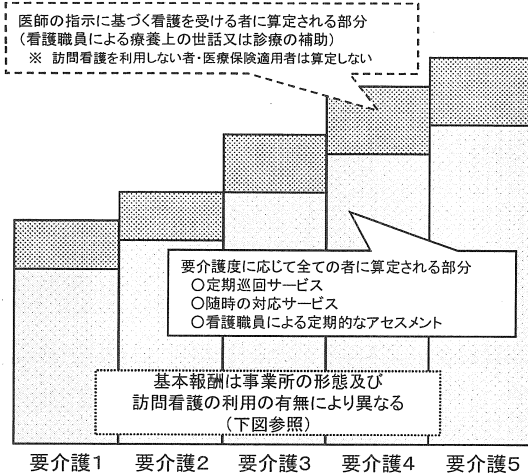 医師の指示に基づく看護を受ける者に算定される部分
(看護職員による療養上の世話又は診療の補助)
※ 訪問看護を利用しない者・医療保険適用者は算定しない
要介護度に応じて全ての者に算定される部分
○定期巡回サービス
○随時の対応サービス
○看護職員による定期的なアセスメント
基本報酬は事業所の形態及び
訪問看護の利用の有無により異なる
(下図参照)
要介護1 要介護2 要介護3 要介護4 要介護5